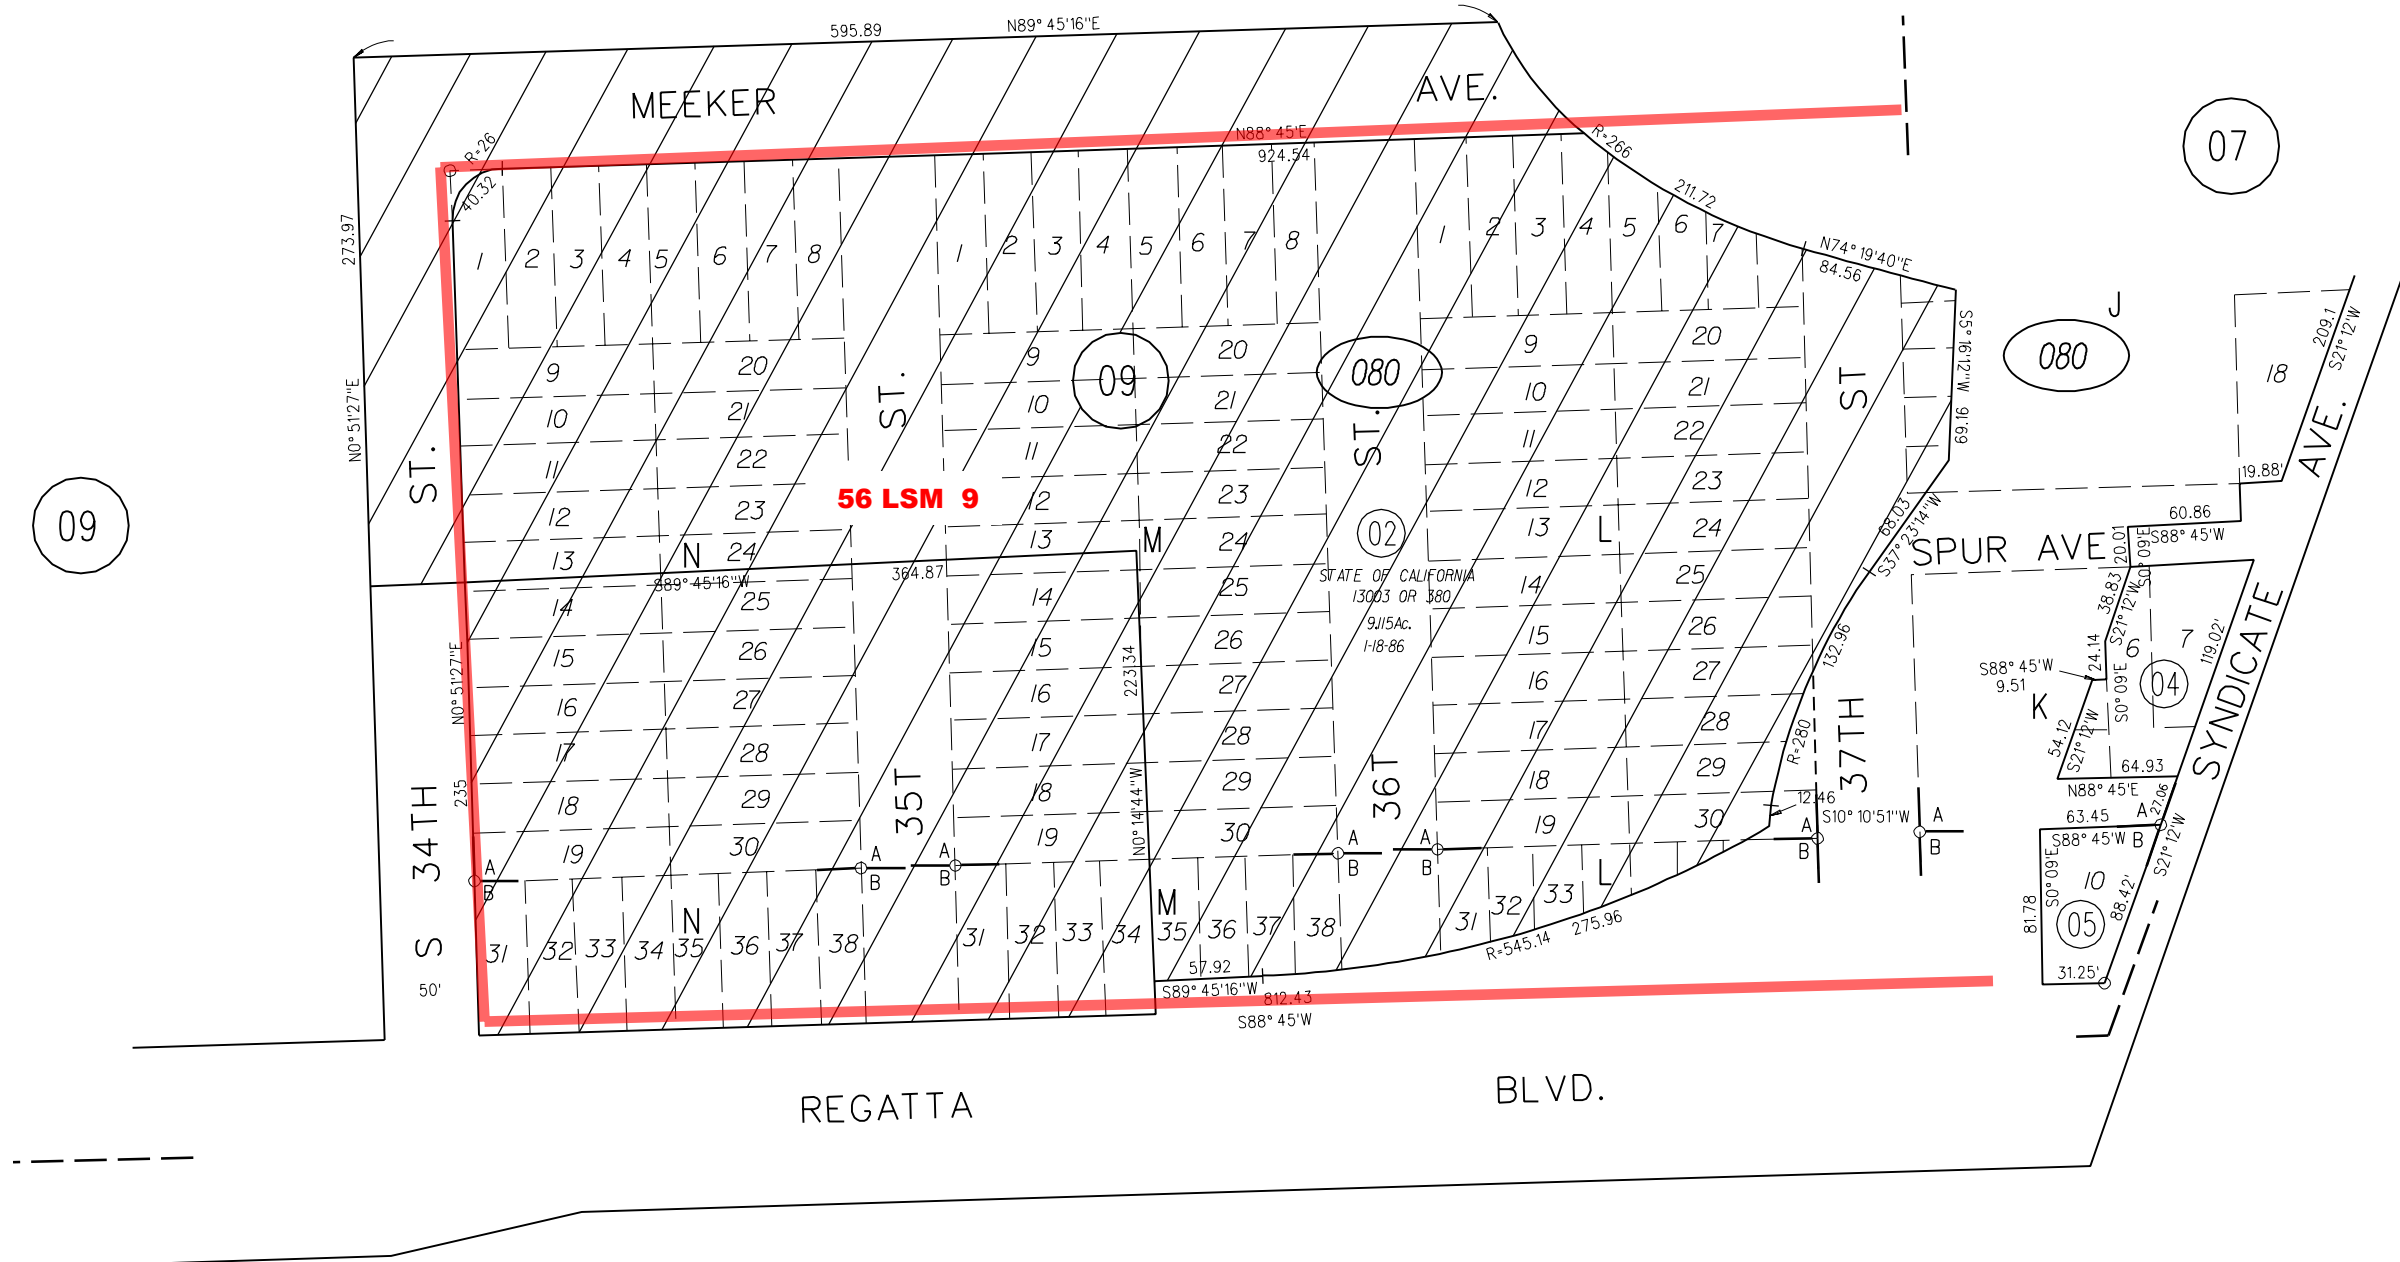 595.89
N89° 45'16"E
MEEKER AVE.
R=26
40.32
N88° 45'E
924.54
R=266
211.72
N74° 19'40"E
84.56
07
273.97
N0° 51'27"E
1 2 3 4 5 6 7 8
1 2 3 4 5 6 7 8
1 2 3 4 5 6 7
S5° 16'12"W 91.69
J
080
18
209.1
S21° 12'W
09
080
9 20 9 20 9 20
10 21 10 21 10 21
11 22 11 22 11 22
12 23 12 23 12 23
13 24 13 24 13 24
ST.
ST.
ST.
ST
AVE.
09
56 LSM 9
N
M
L
02
STATE OF CALIFORNIA
13003 OR 380
9.115Ac.
1-18-86
S89° 45'16"W
364.87
68.03
S37° 23'14"W
19.88'
60.86
S88° 45'W
20.01
S0° 09'E
SPUR AVE
14 25 14 25 14 25
15 26 15 26 15 26
16 27 16 27 16 27
17 28 17 28 17 28
18 29 18 29 18 29
19 30 19 30 19 30
N0° 51'27"E
235
223.34
N0° 14'44"W
132.96
R=280
12.46
S10° 10'51"W
38.83
S21° 12'W
24.14
S0° 09'E
S88° 45'W
9.51
K
6
7
04
119.02'
54.12
S21° 12'W
64.93
N88° 45'E
SYNDICATE
34TH
S
50'
35T
36T
37TH
A
B
A
B
A
B
A
B
A
B
A
B
A
B
63.45
S88° 45'W
A
B
27.06
S21° 12'W
S0° 09'E
81.78
10
05
88.42'
31.25'
N
M
L
31 32 33 34 35 36 37 38
31 32 33 34 35 36 37 38
31 32 33
57.92
S89° 45'16"W
R=545.14
275.96
812.43
S88° 45'W
REGATTA BLVD.